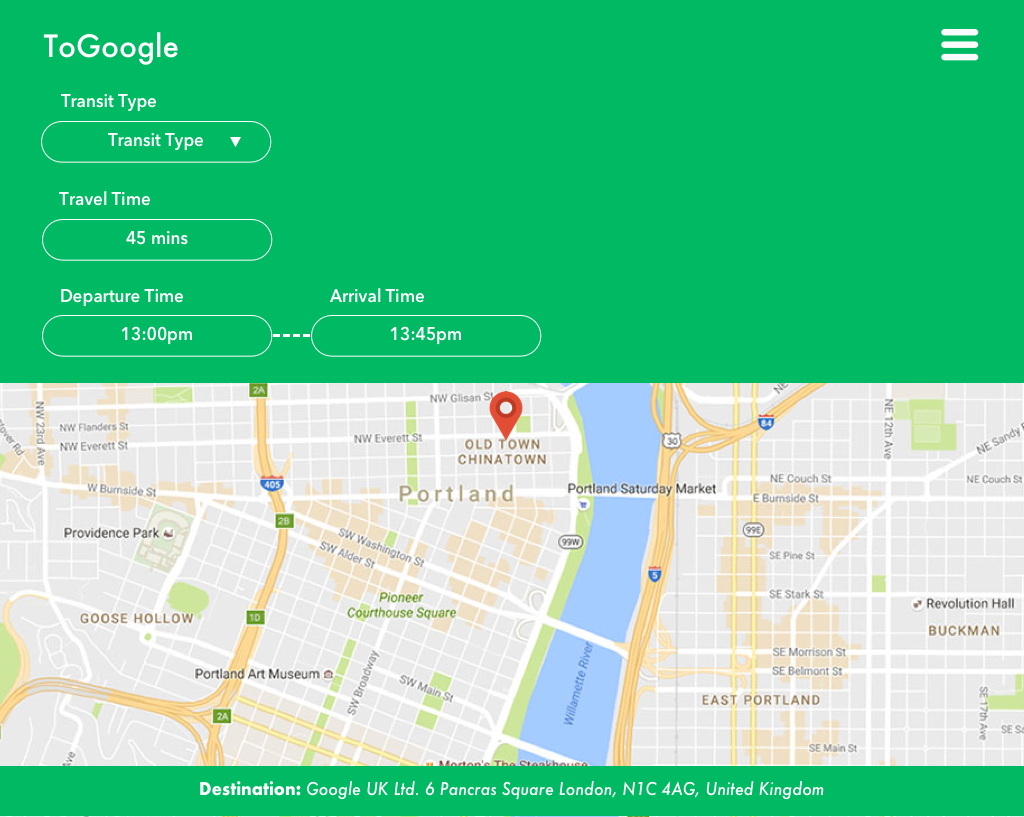 ToGoogle
Transit Type
Transit Type
Travel Time
45 mins
Departure Time
Arrival Time
13:00pm
13:45pm
2A
NW Glisan St
NW 23rd Ave
NW Flanders St
NW Everett St
NW Everett St
OLD TOWN
CHINATOWN
30
84
NE 12th Ave
NE Sandy
405
W Burnside St
Portland
Portland Saturday Market
NE Couch St
NE Couch St
E Burnside St
2B
Providence Park
SW Washington St
SW Alder St
99W
99E
SE Pine St
5
Pioneer
Courthouse Square
SE Stark St
Revolution Hall
GOOSE HOLLOW
1D
BUCKMAN
Willamette River
SE Morrison St
SE Belmont St
Portland Art Museum
SW Broadway
SW Main St
EAST PORTLAND
SE 17th Ave
2A
SE Main St
Morton's The Steakhouse
Destination: Google UK Ltd. 6 Pancras Square London, N1C 4AG, United Kingdom